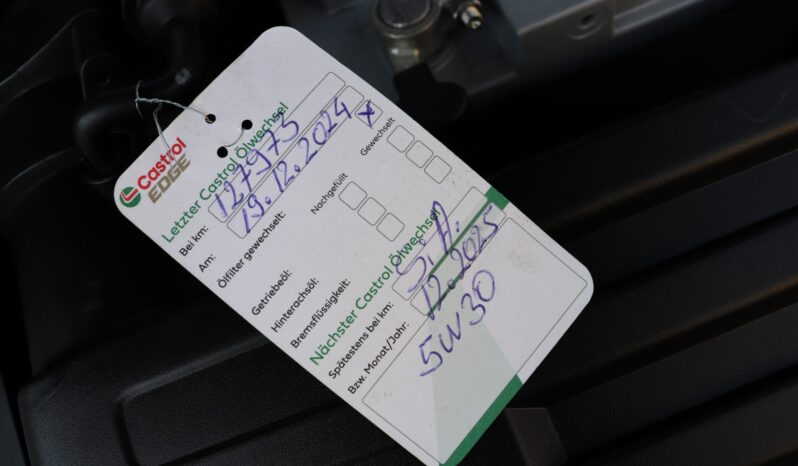 Castrol
EDGE
Letzter Castrol Ölwechsel
Bei km: 127973
Am: 19.12.2024
Ölfilter gewechselt: x
Nachgefüllt Gewechselt
Getriebeöl:
Hinterachsöl:
Bremsflüssigkeit:
Nächster Castrol Ölwechsel
Spätestens bei km: S.A.
Bzw. Monat/Jahr: 12.2025
5W30